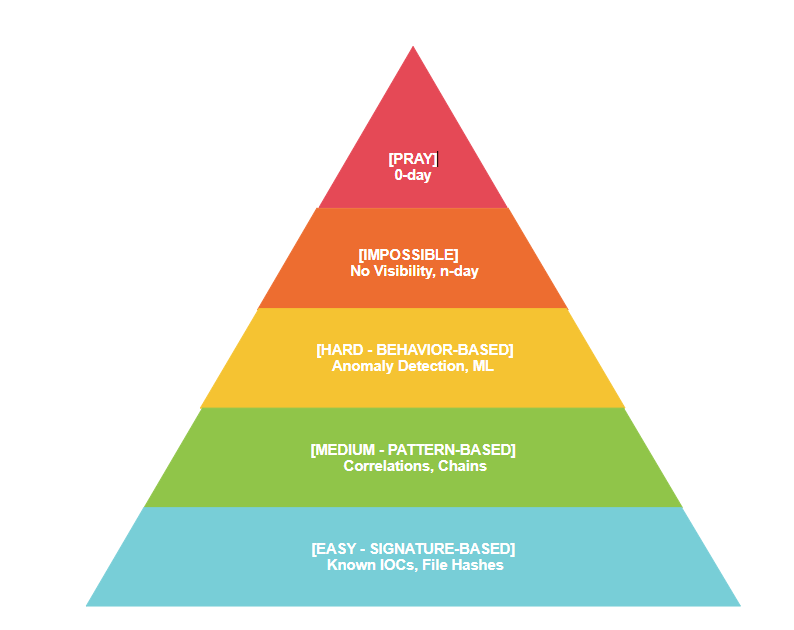 [PRAY]
0-day
[IMPOSSIBLE]
No Visibility, n-day
[HARD - BEHAVIOR-BASED]
Anomaly Detection, ML
[MEDIUM - PATTERN-BASED]
Correlations, Chains
[EASY - SIGNATURE-BASED]
Known IOCs, File Hashes